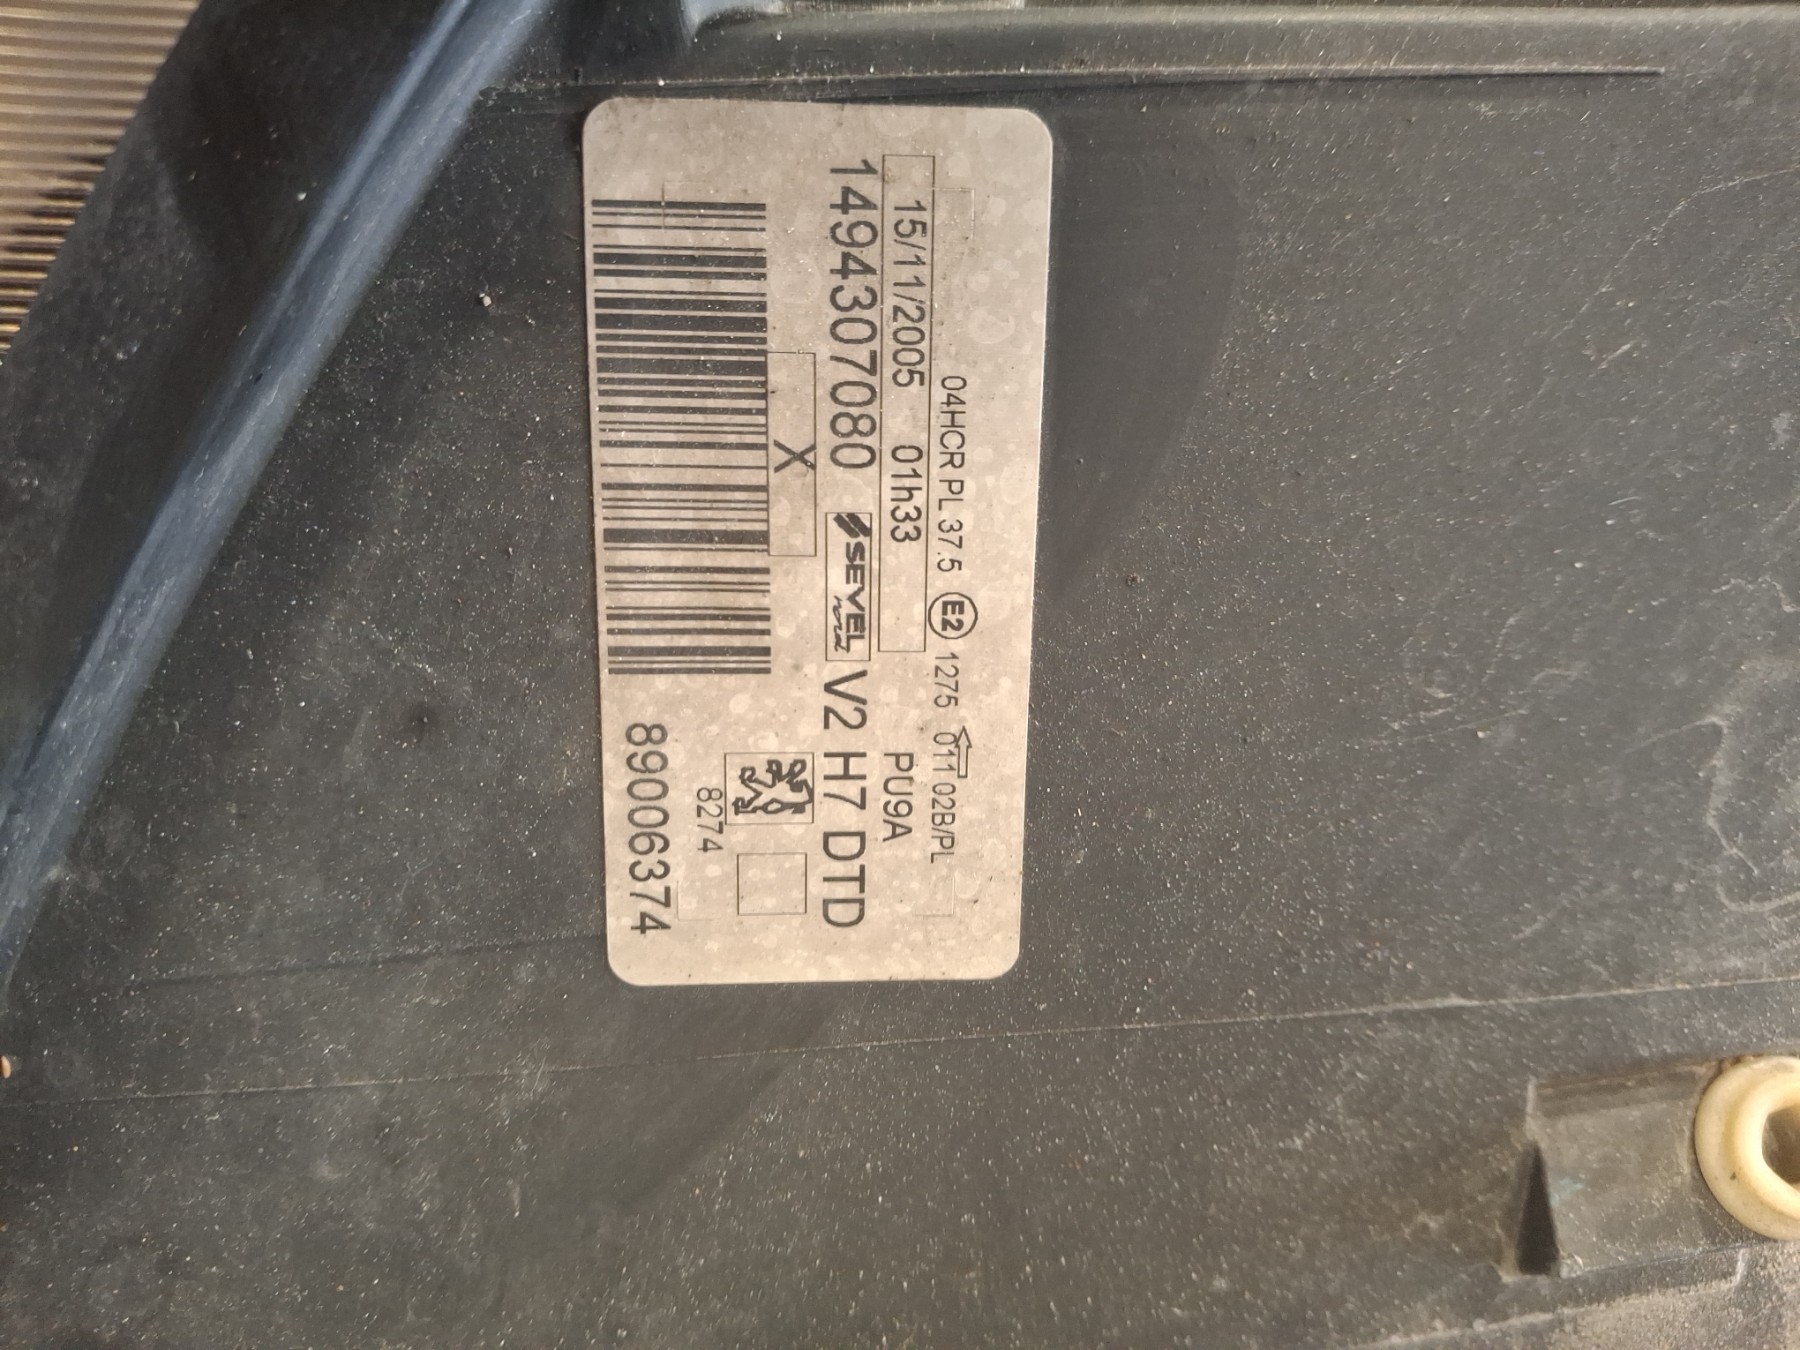 04HCR PL 37.5 E2 1275 011 02B/PL
15/11/2005 01h33 PU9A
1494307080 SEVEL nord V2 H7 DTD
X
8274
89006374